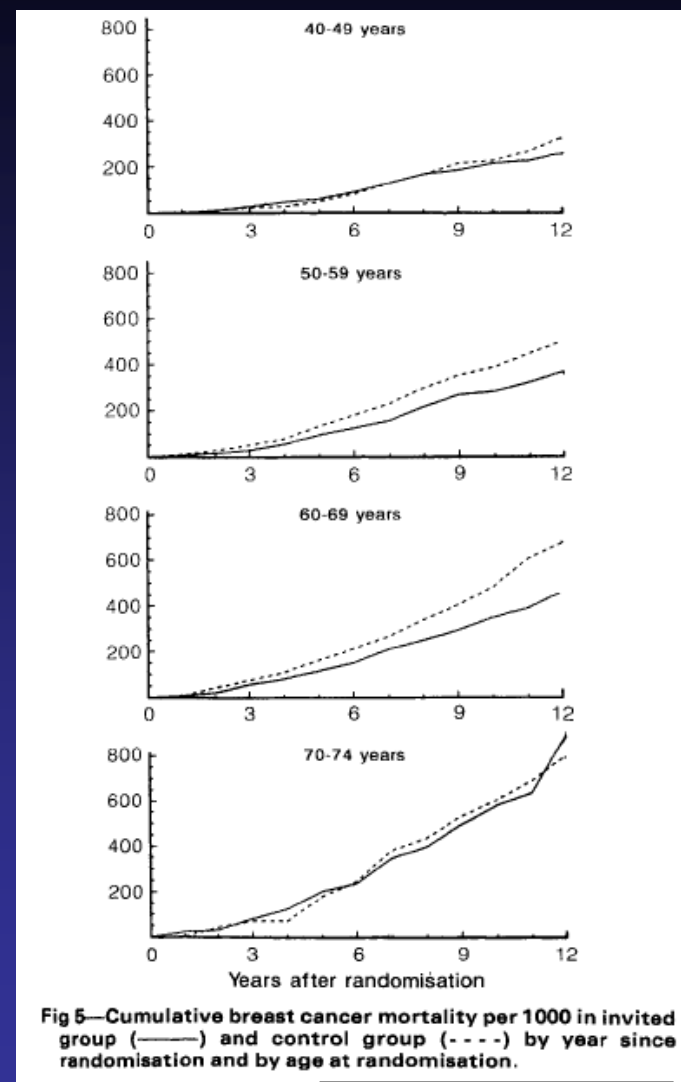 800
40-49 years
600
400
200
0 3 6 9 12
800
50-59 years
600
400
200
0 3 6 9 12
800
60-69 years
600
400
200
0 3 6 9 12
800
70-74 years
600
400
200
0 3 6 9 12
Years after randomisation
Fig 5—Cumulative breast cancer mortality per 1000 in invited
group (——) and control group (- - - -) by year since
randomisation and by age at randomisation.